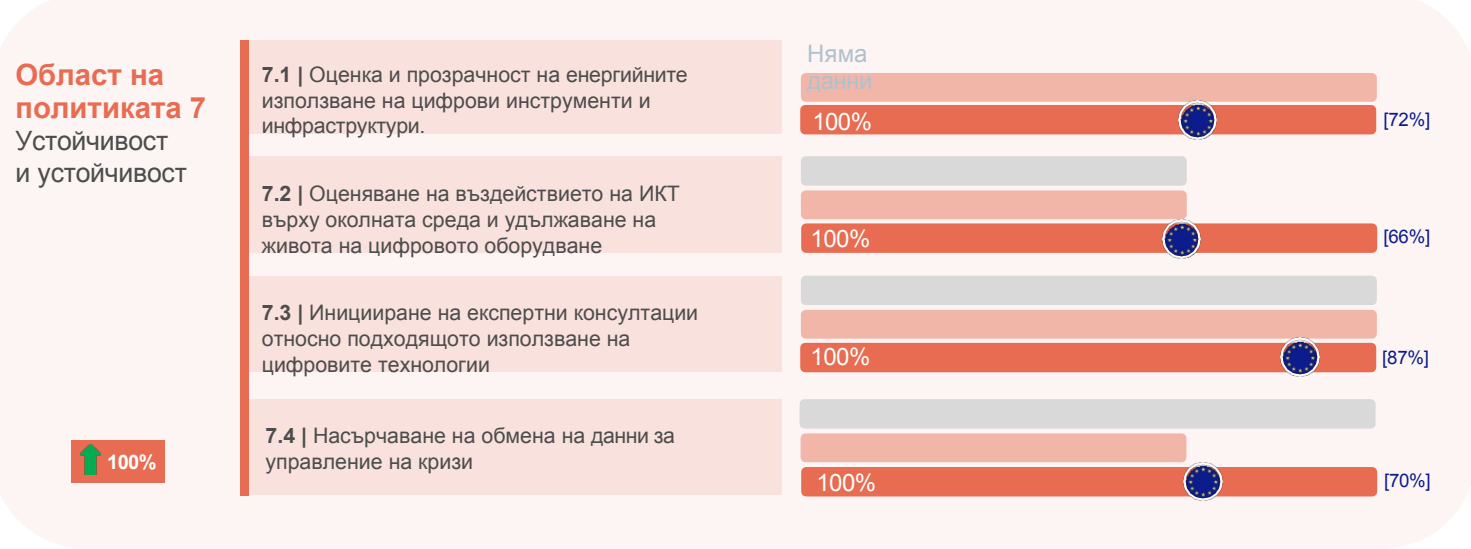 Област на
политиката 7
Устойчивост
и устойчивост
100%
7.1 | Оценка и прозрачност на енергийните
използване на цифрови инструменти и
инфраструктури.
Няма
данни
100%
[72%]
7.2 | Оценяване на въздействието на ИКТ
върху околната среда и удължаване на
живота на цифровото оборудване
100%
[66%]
7.3 | Иницииране на експертни консултации
относно подходящото използване на
цифровите технологии
100%
[87%]
7.4 | Насърчаване на обмена на данни за
управление на кризи
100%
[70%]